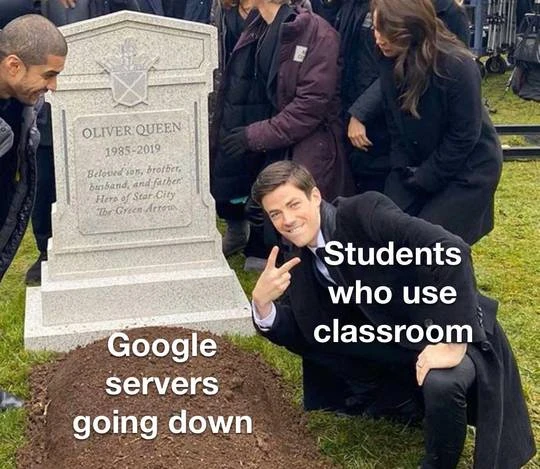 OLIVER QUEEN
1985-2019
Beloved son, brother,
husband, and father.
Hero of Star City
The Green Arrow.
Students
who use
classroom
Google
servers
going down